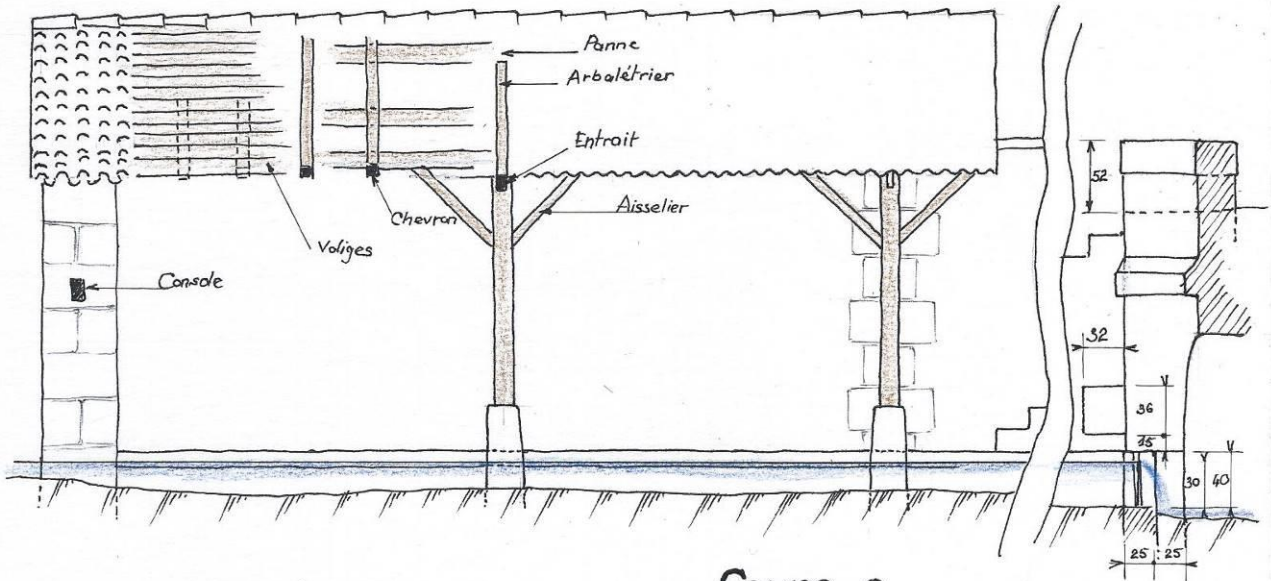 Panne
Arbalétrier
Entrait
Aisselier
Chevron
Voliges
Console
52
32
36
15
30
40
25
25